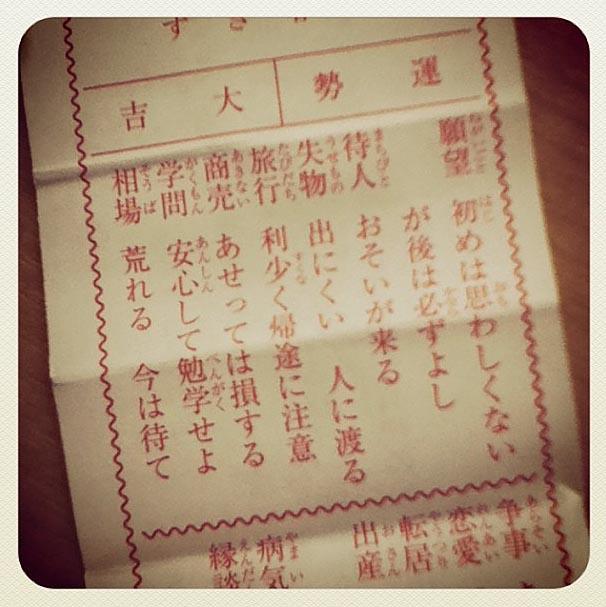 運勢 大吉
願望 初めは思わしくない
が後は必ずよし
待人 おそいが来る
失物 出にくい 人に渡る
旅行 利少く帰途に注意
商売 あせっては損する
学問 安心して勉学せよ
相場 荒れる 今は待て
争事
恋愛
転居
出産
病気
縁談